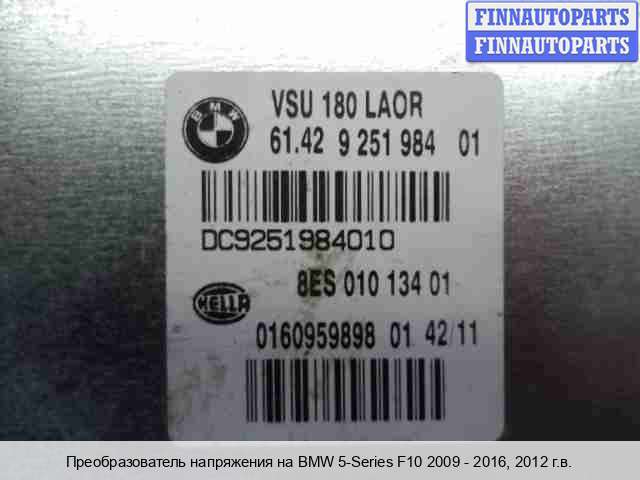 FINNAUTOPARTS
FINNAUTOPARTS
BMW
VSU 180 LAOR
61.42 9 251 984 01
DC9251984010
8ES 010 134 01
HELLA
0160959898 01 42/11
Преобразователь напряжения на BMW 5-Series F10 2009 - 2016, 2012 г.в.